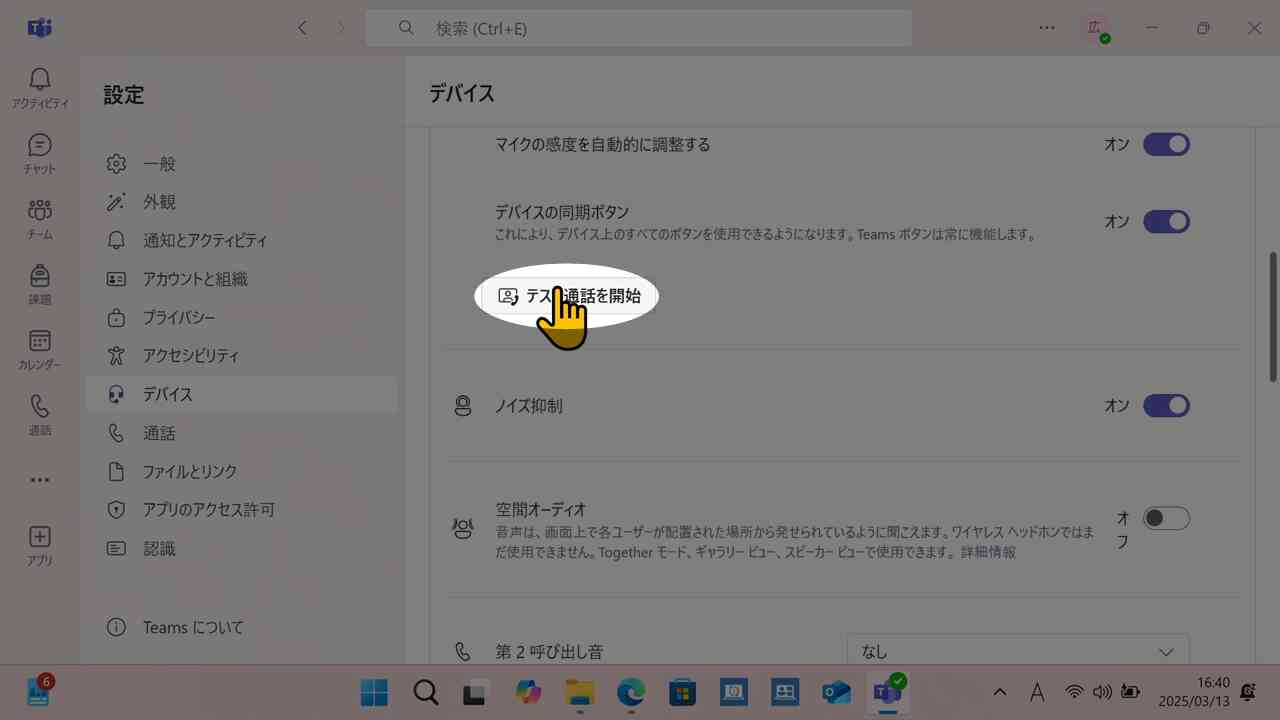 検索 (Ctrl+E)
広
アクティビティ
チャット
チーム
課題
カレンダー
通話
アプリ
設定
一般
外観
通知とアクティビティ
アカウントと組織
プライバシー
アクセシビリティ
デバイス
通話
ファイルとリンク
アプリのアクセス許可
認識
Teams について
デバイス
マイクの感度を自動的に調整する
オン
デバイスの同期ボタン
オン
これにより、デバイス上のすべてのボタンを使用できるようになります。Teams ボタンは常に機能します。
テスト通話を開始
ノイズ抑制
オン
空間オーディオ
オ
フ
音声は、画面上で各ユーザーが配置された場所から発せられているように聞こえます。ワイヤレス ヘッドホンではま
だ使用できません。Together モード、ギャラリー ビュー、スピーカー ビューで使用できます。 詳細情報
第 2 呼び出し音
なし
6
A
16:40
2025/03/13